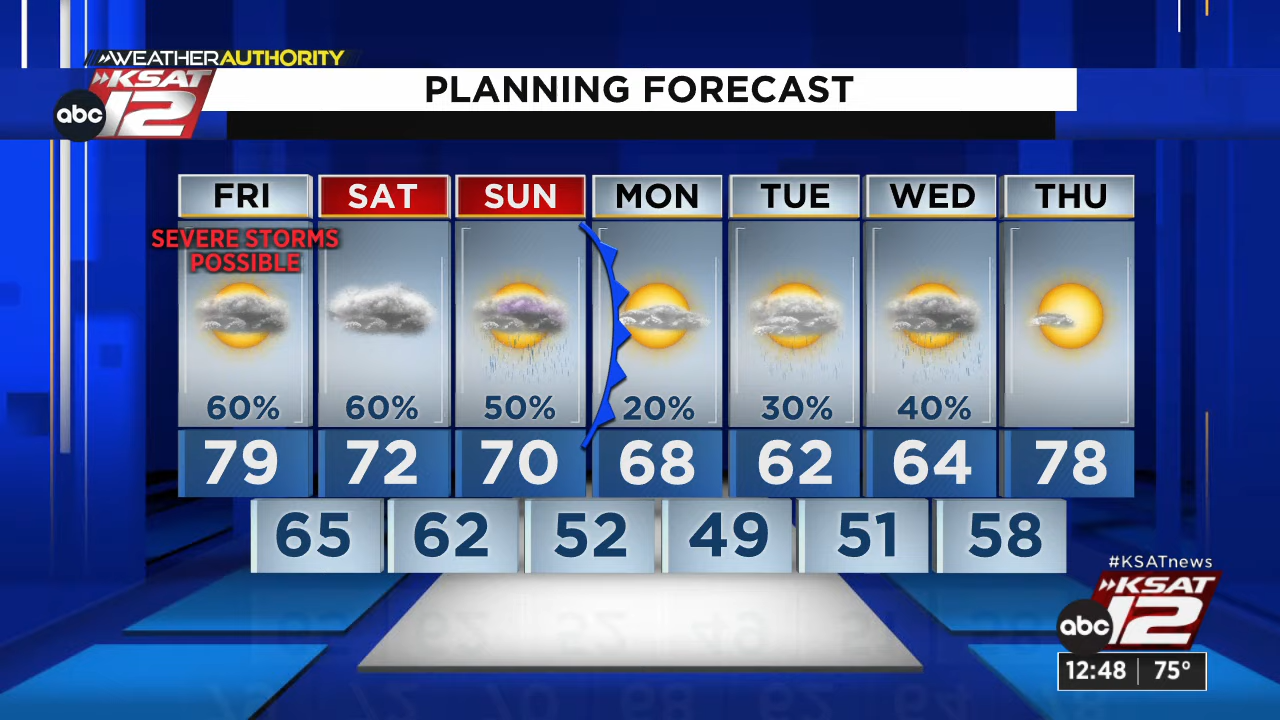 WEATHERAUTHORITY
KSAT
abc 12
PLANNING FORECAST
FRI SAT SUN MON TUE WED THU
SEVERE STORMS
POSSIBLE
60% 60% 50% 20% 30% 40%
79 72 70 68 62 64 78
65 62 52 49 51 58
#KSATnews
KSAT
abc 12
12:48 75°